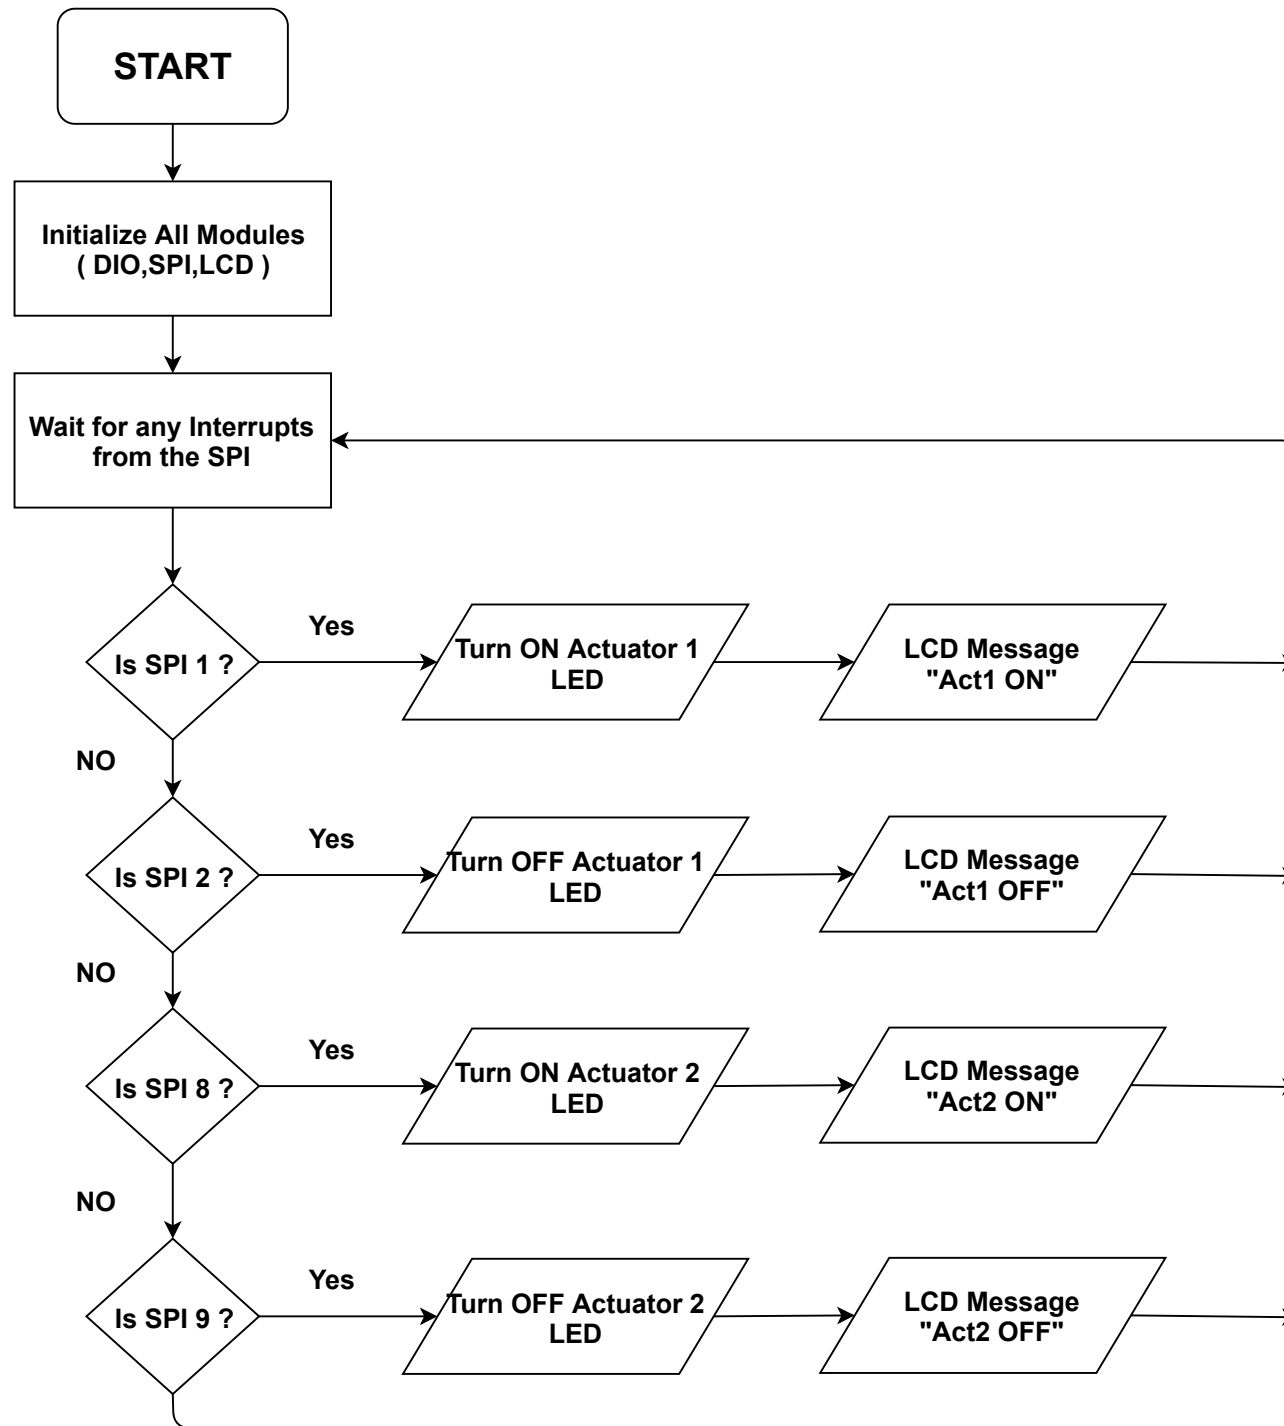 START
Initialize All Modules
( DIO,SPI,LCD )
Wait for any Interrupts
from the SPI
Is SPI 1 ?
Yes
Turn ON Actuator 1
LED
LCD Message
"Act1 ON"
NO
Is SPI 2 ?
Yes
Turn OFF Actuator 1
LED
LCD Message
"Act1 OFF"
NO
Is SPI 8 ?
Yes
Turn ON Actuator 2
LED
LCD Message
"Act2 ON"
NO
Is SPI 9 ?
Yes
Turn OFF Actuator 2
LED
LCD Message
"Act2 OFF"